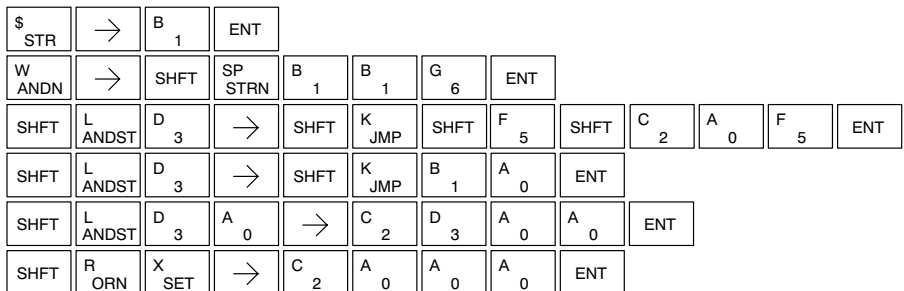 $ STR → B 1 ENT
W ANDN → SHFT SP STRN B 1 B 1 G 6 ENT
SHFT L ANDST D 3 → SHFT K JMP SHFT F 5 SHFT C 2 A 0 F 5 ENT
SHFT L ANDST D 3 → SHFT K JMP B 1 A 0 ENT
SHFT L ANDST D 3 A 0 → C 2 D 3 A 0 A 0 ENT
SHFT R ORN X SET → C 2 A 0 A 0 A 0 ENT